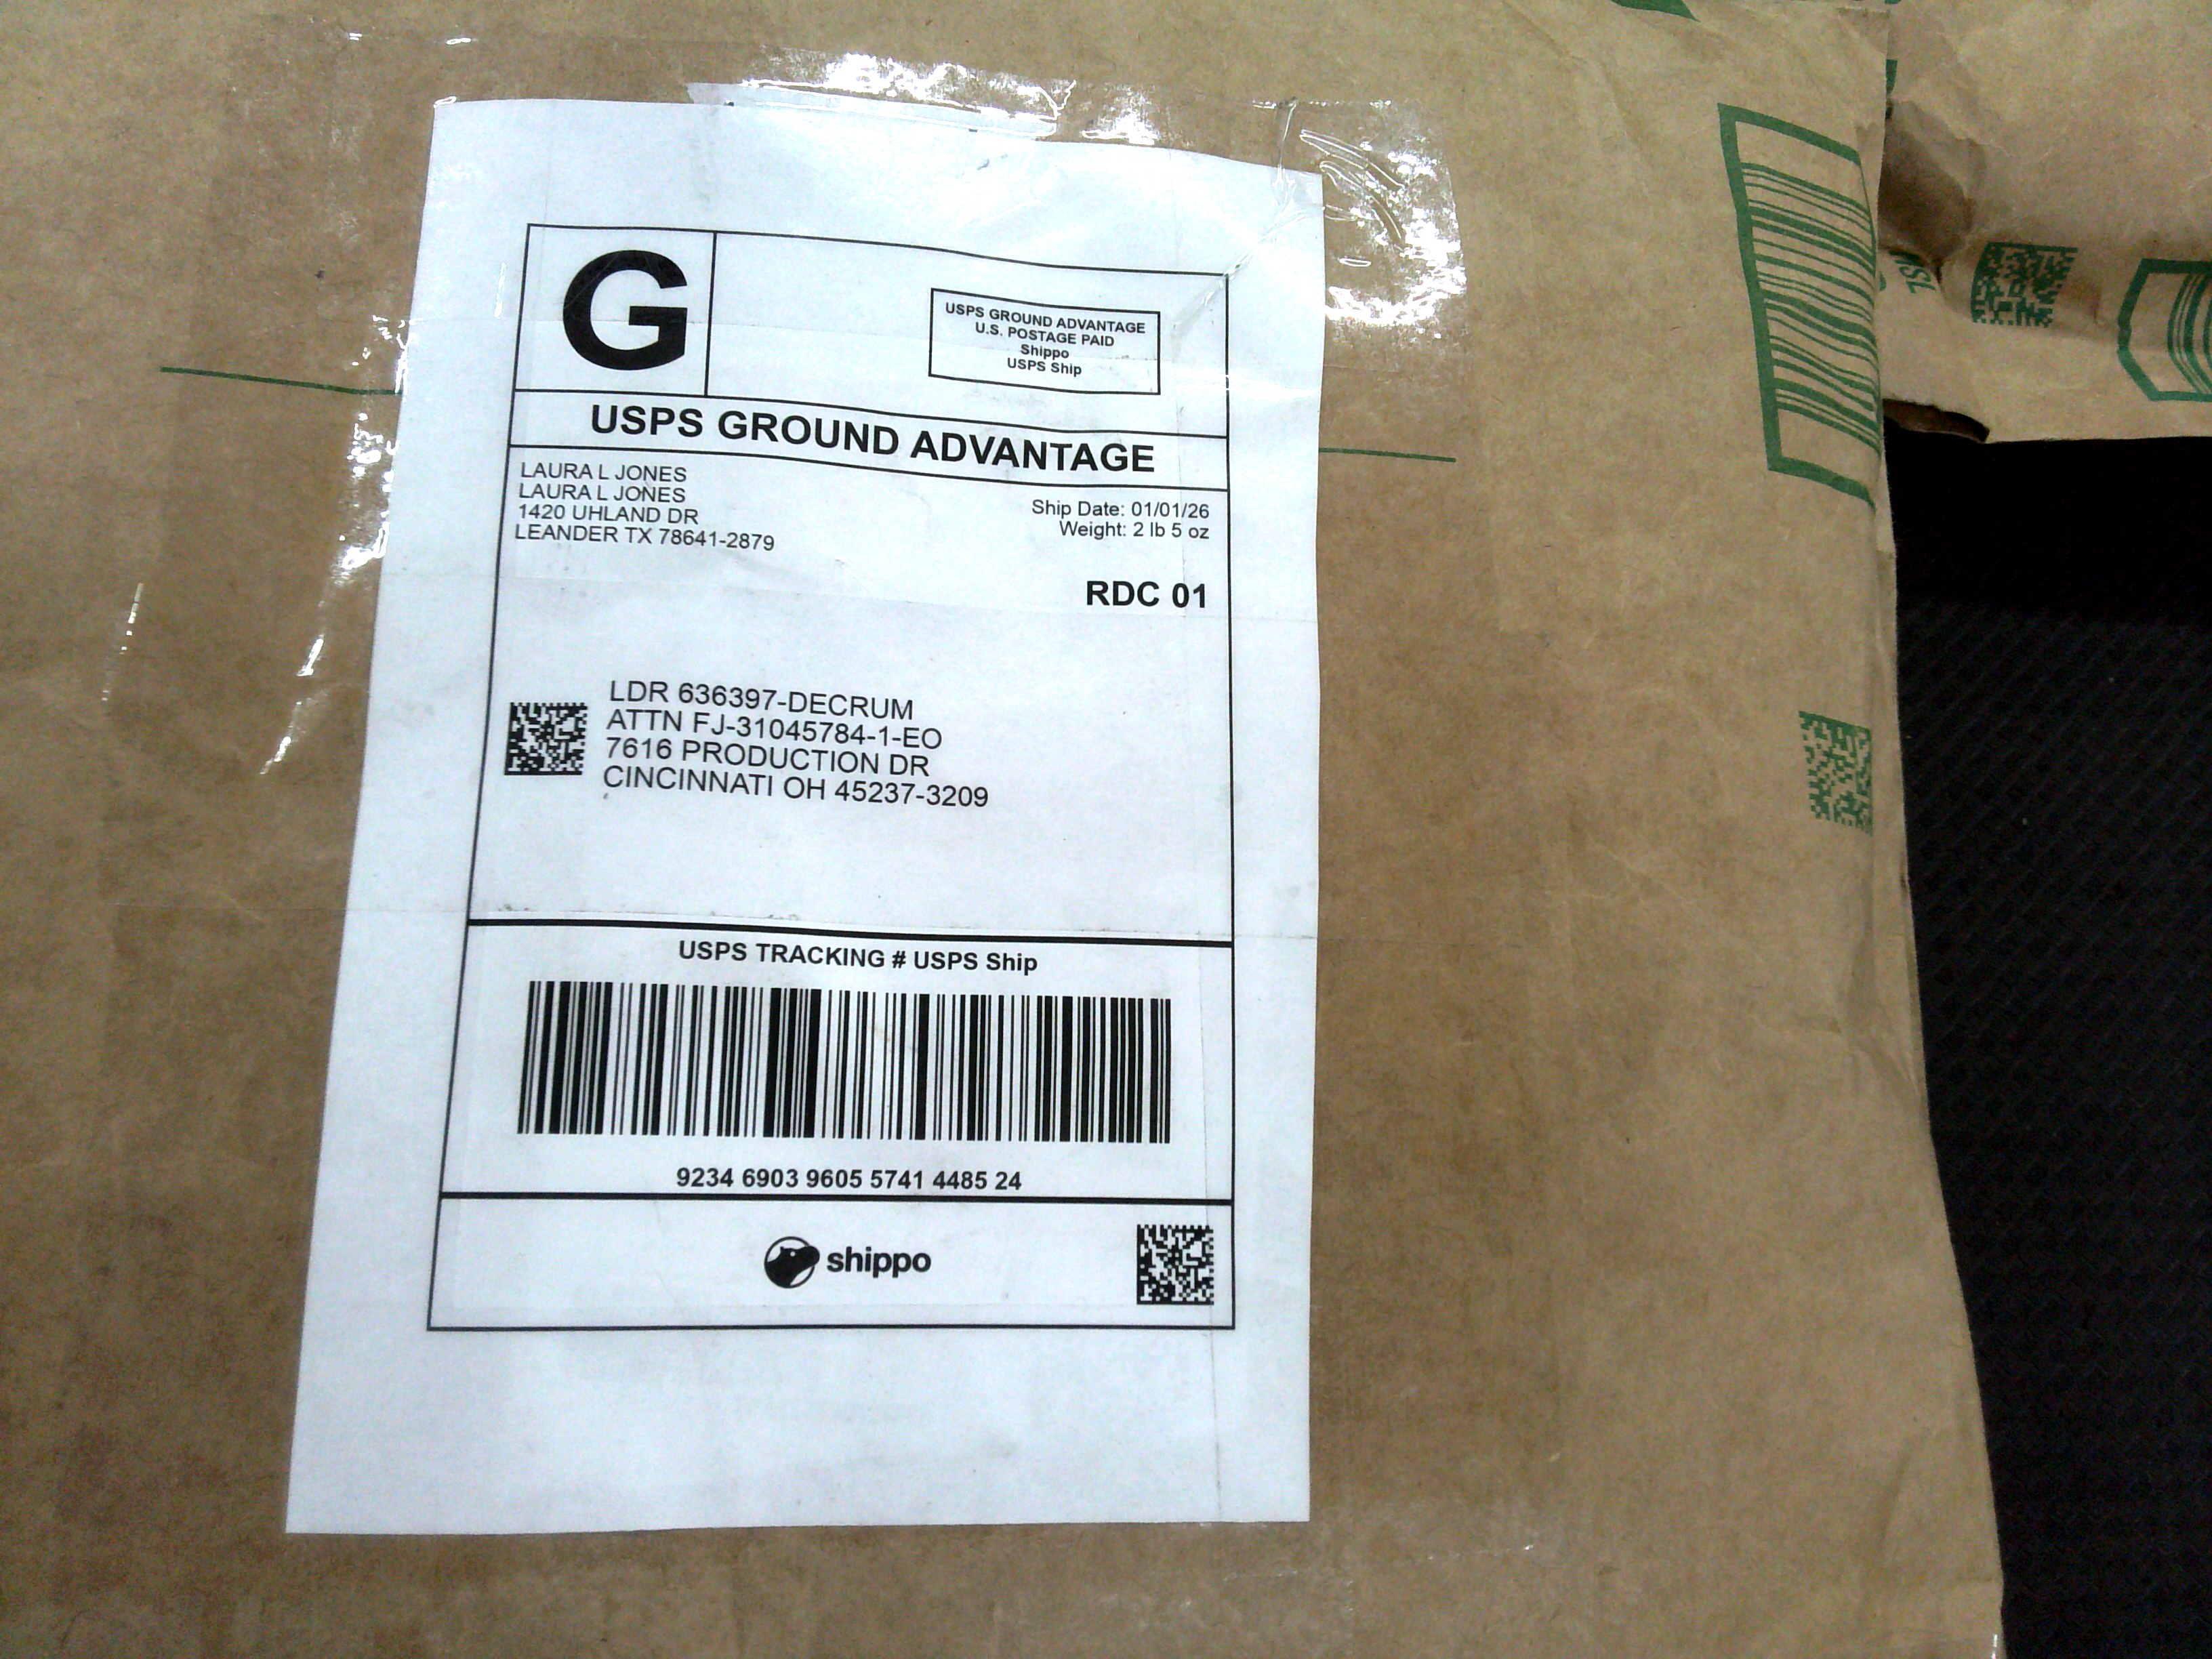 G
USPS GROUND ADVANTAGE
U.S. POSTAGE PAID
Shippo
USPS Ship
USPS GROUND ADVANTAGE
LAURA L JONES
LAURA L JONES
1420 UHLAND DR
LEANDER TX 78641-2879
Ship Date: 01/01/26
Weight: 2 lb 5 oz
RDC 01
LDR 636397-DECRUM
ATTN FJ-31045784-1-EO
7616 PRODUCTION DR
CINCINNATI OH 45237-3209
USPS TRACKING # USPS Ship
9234 6903 9605 5741 4485 24
shippo